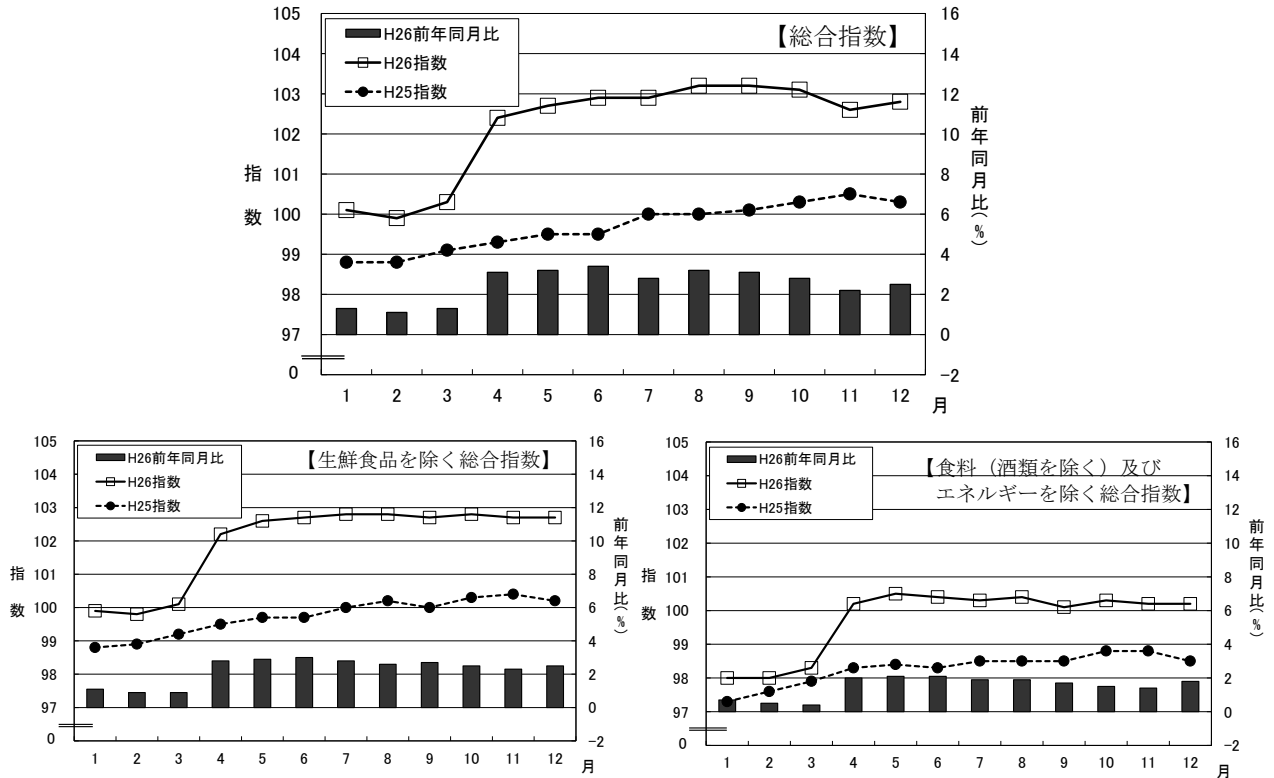 【総合指数】
H26前年同月比
H26指数
H25指数
105
104
103
102
101
100
99
98
97
0
指数
16
14
12
10
8
6
4
2
0
-2
前年同月比(%)
1 2 3 4 5 6 7 8 9 10 11 12
月
【生鮮食品を除く総合指数】
H26前年同月比
H26指数
H25指数
105
104
103
102
101
100
99
98
97
0
指数
16
14
12
10
8
6
4
2
0
-2
前年同月比(%)
1 2 3 4 5 6 7 8 9 10 11 12
月
【食料（酒類を除く）及び
エネルギーを除く総合指数】
H26前年同月比
H26指数
H25指数
105
104
103
102
101
100
99
98
97
0
指数
16
14
12
10
8
6
4
2
0
-2
前年同月比(%)
1 2 3 4 5 6 7 8 9 10 11 12
月